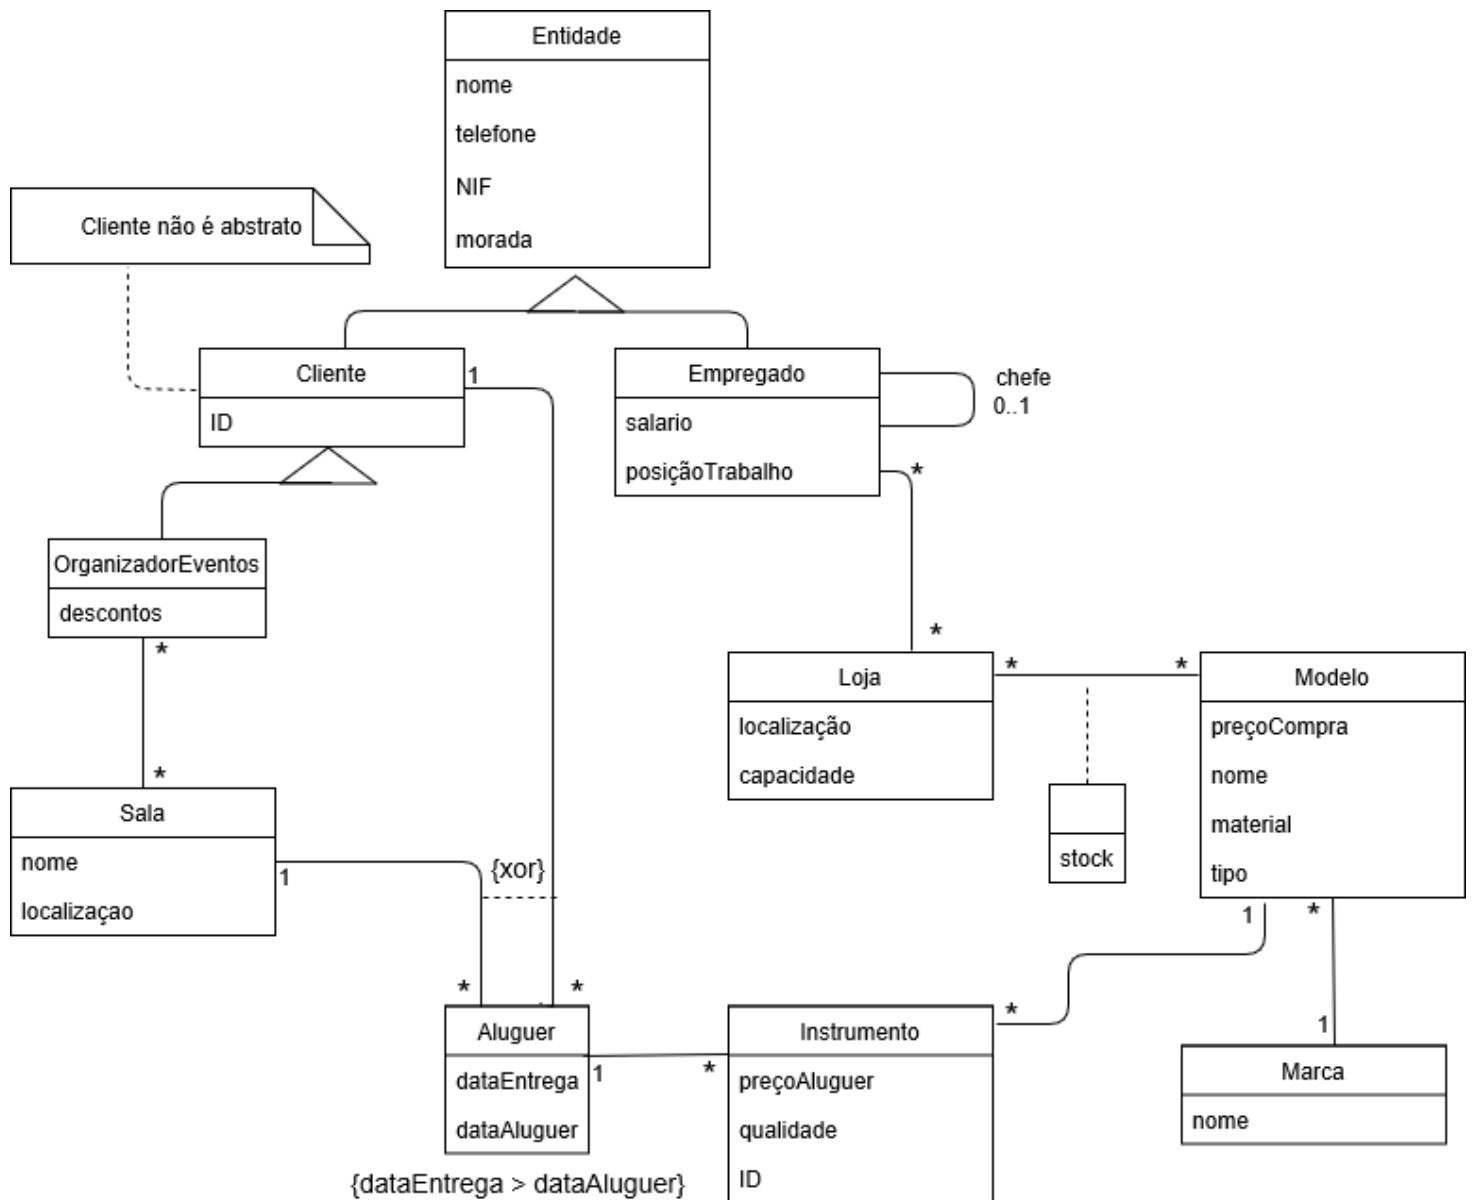 Entidade
nome
telefone
NIF
morada
Cliente não é abstrato
Cliente
ID
1
Empregado
salario
posiçãoTrabalho
chefe
0..1
*
*
OrganizadorEventos
descontos
*
*
Sala
nome
localizaçao
1
{xor}
*
*
Loja
localização
capacidade
*
*
stock
Modelo
preçoCompra
nome
material
tipo
1
*
1
Marca
nome
Aluguer
dataEntrega
dataAluguer
{dataEntrega > dataAluguer}
1
*
Instrumento
preçoAluguer
qualidade
ID
*